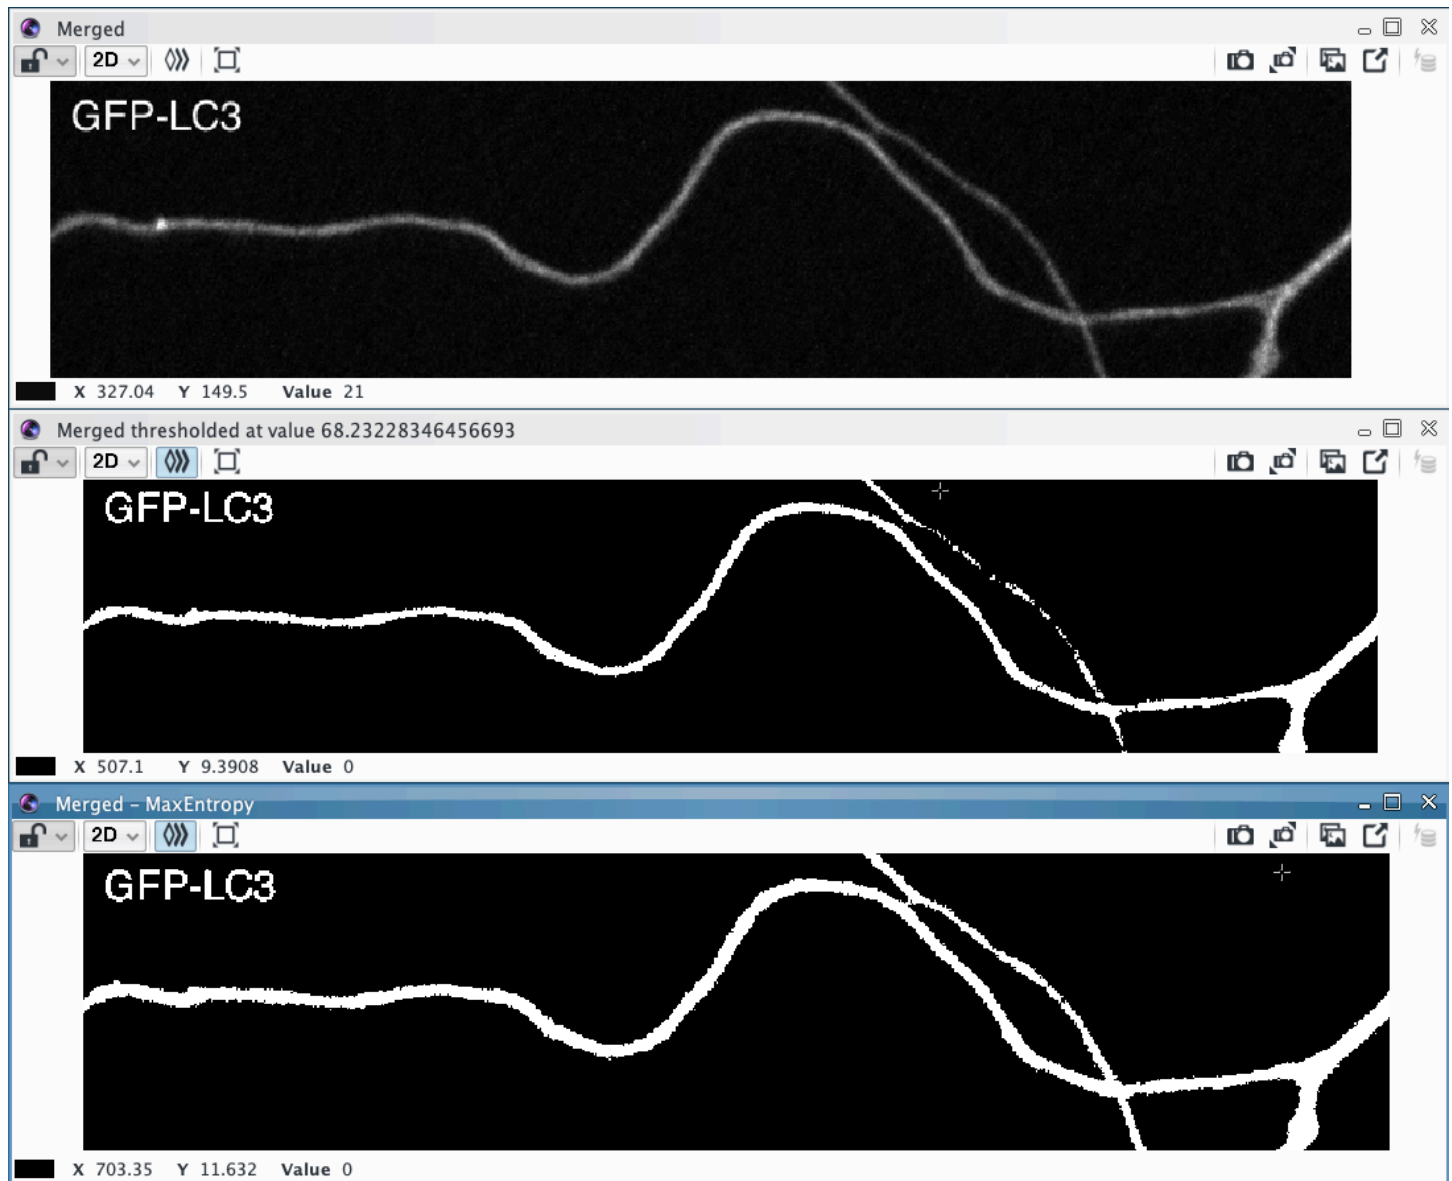 Merged
2D
GFP-LC3
X 327.04 Y 149.5 Value 21
Merged thresholded at value 68.23228346456693
2D
GFP-LC3
X 507.1 Y 9.3908 Value 0
Merged - MaxEntropy
2D
GFP-LC3
X 703.35 Y 11.632 Value 0